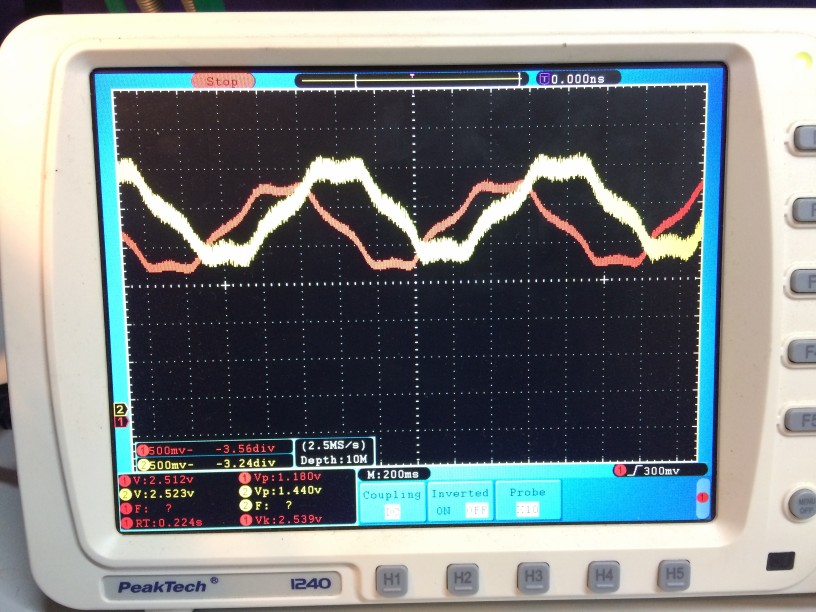 Stop
T 0.000ns
2
1
1 500mv- -3.56div
2 500mv- -3.24div
(2.5MS/s)
Depth:10M
M:200ms
1 300mv
1 V:2.512v
1 Vp:1.180v
2 V:2.523v
2 Vp:1.440v
1 F: ?
2 F: ?
1 RT:0.224s
1 Vk:2.539v
Coupling
Inverted
ON OFF
Probe
X10
1
PeakTech® 1240
H1
H2
H3
H4
H5